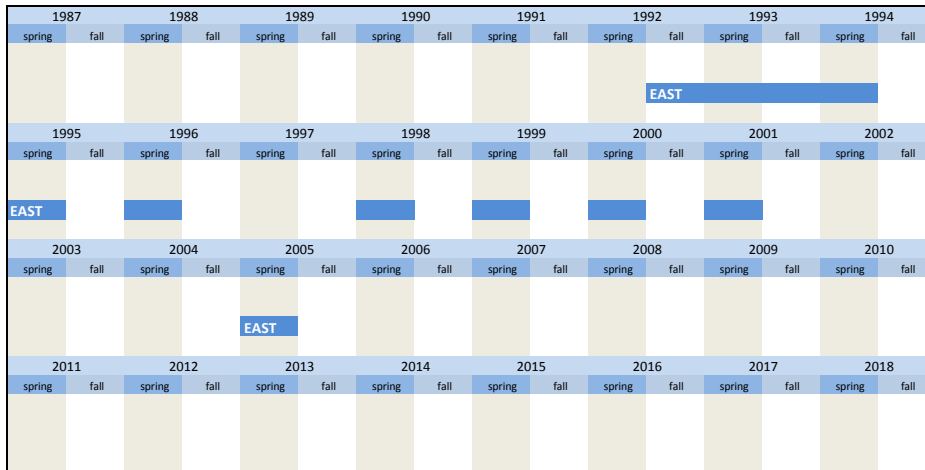 1987 1988 1989 1990 1991 1992 1993 1994
spring fall spring fall spring fall spring fall spring fall spring fall spring fall spring fall
EAST
1995 1996 1997 1998 1999 2000 2001 2002
spring fall spring fall spring fall spring fall spring fall spring fall spring fall spring fall
EAST
2003 2004 2005 2006 2007 2008 2009 2010
spring fall spring fall spring fall spring fall spring fall spring fall spring fall spring fall
EAST
2011 2012 2013 2014 2015 2016 2017 2018
spring fall spring fall spring fall spring fall spring fall spring fall spring fall spring fall